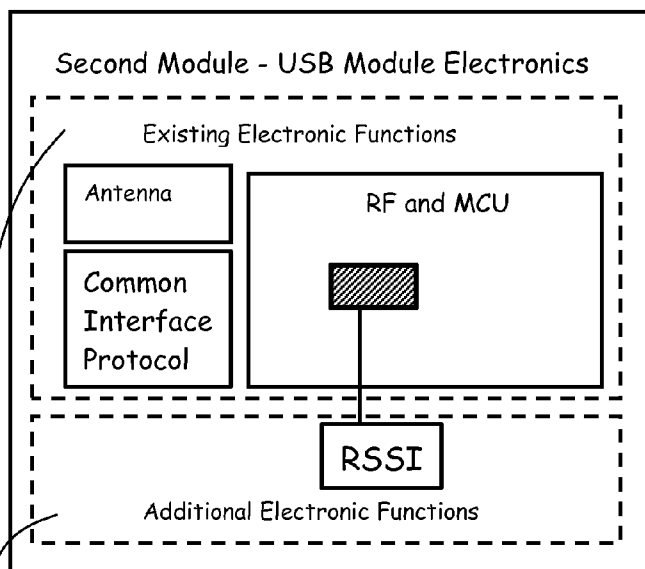 Second Module - USB Module Electronics
Existing Electronic Functions
Antenna
RF and MCU
Common
Interface
Protocol
RSSI
Additional Electronic Functions